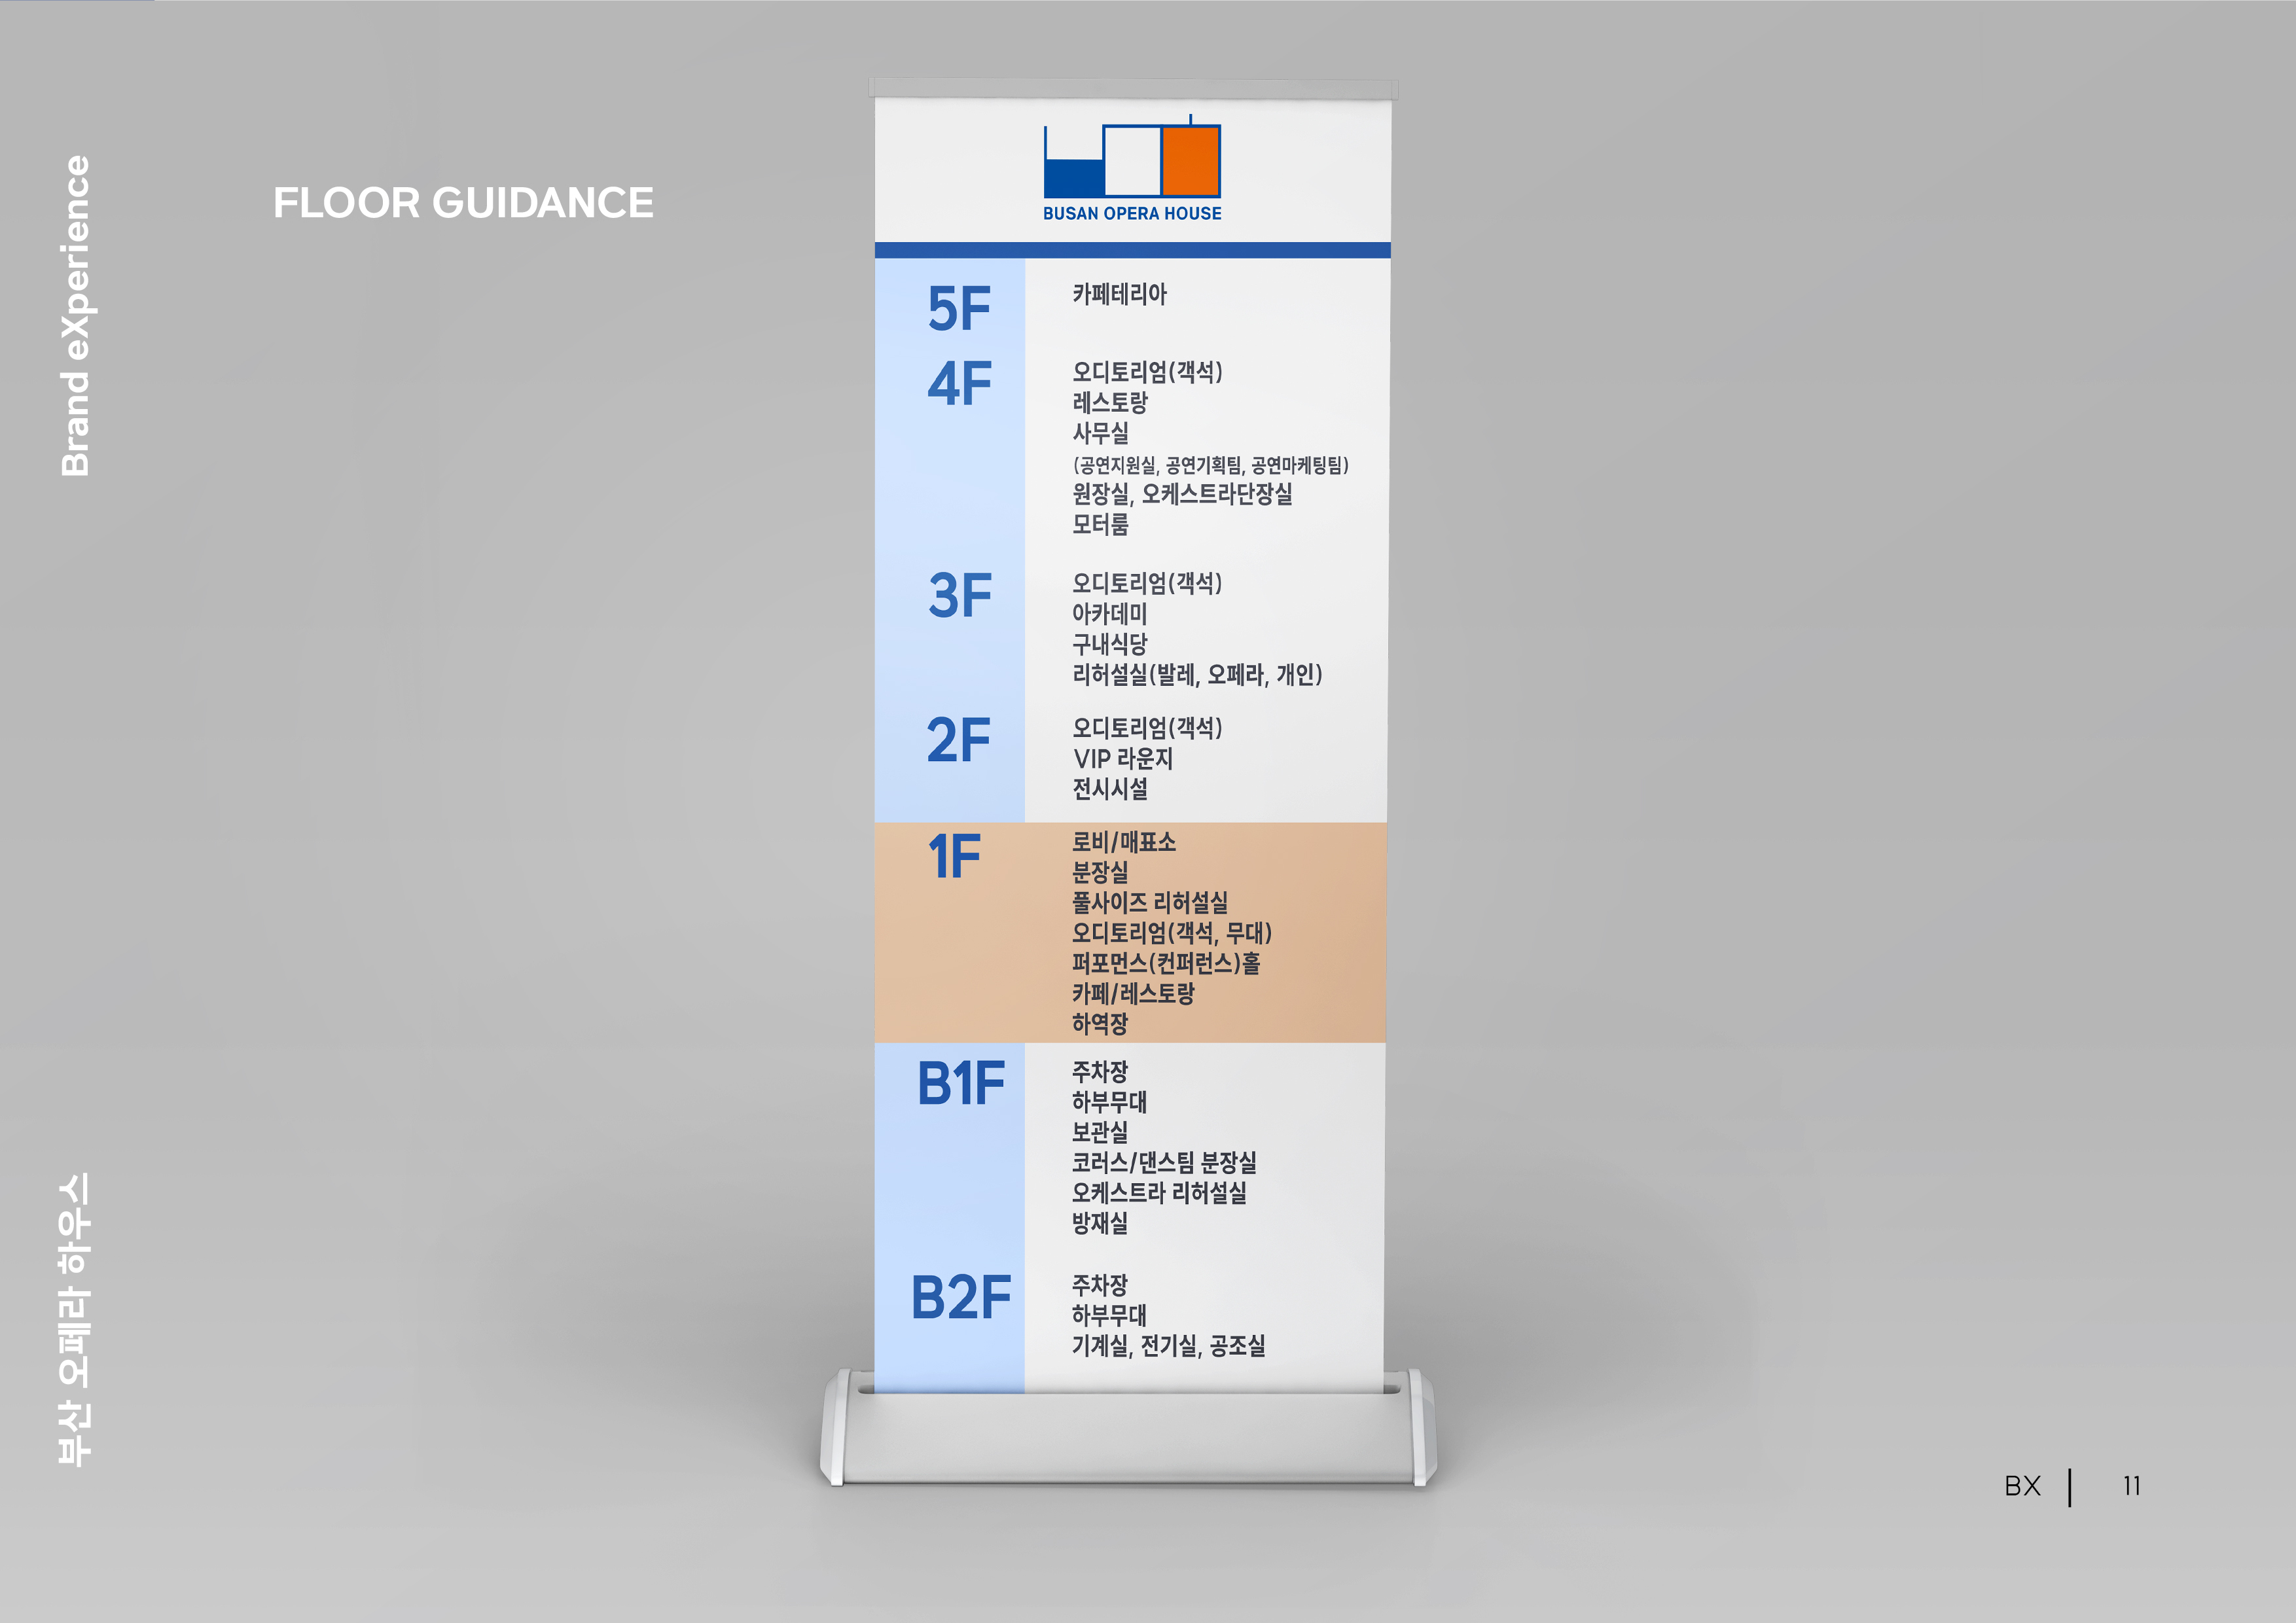 Brand eXperience
FLOOR GUIDANCE
BUSAN OPERA HOUSE
5F
카페테리아
4F
오디토리엄(객석)
레스토랑
사무실
(공연지원실, 공연기획팀, 공연마케팅팀)
원장실, 오케스트라단장실
모터룸
3F
오디토리엄(객석)
아카데미
구내식당
리허설실(발레, 오페라, 개인)
2F
오디토리엄(객석)
VIP 라운지
전시시설
1F
로비/매표소
분장실
풀사이즈 리허설실
오디토리엄(객석, 무대)
퍼포먼스(컨퍼런스)홀
카페/레스토랑
하역장
B1F
주차장
하부무대
보관실
코러스/댄스팀 분장실
오케스트라 리허설실
방재실
B2F
주차장
하부무대
기계실, 전기실, 공조실
부산 오페라 하우스
BX | 11